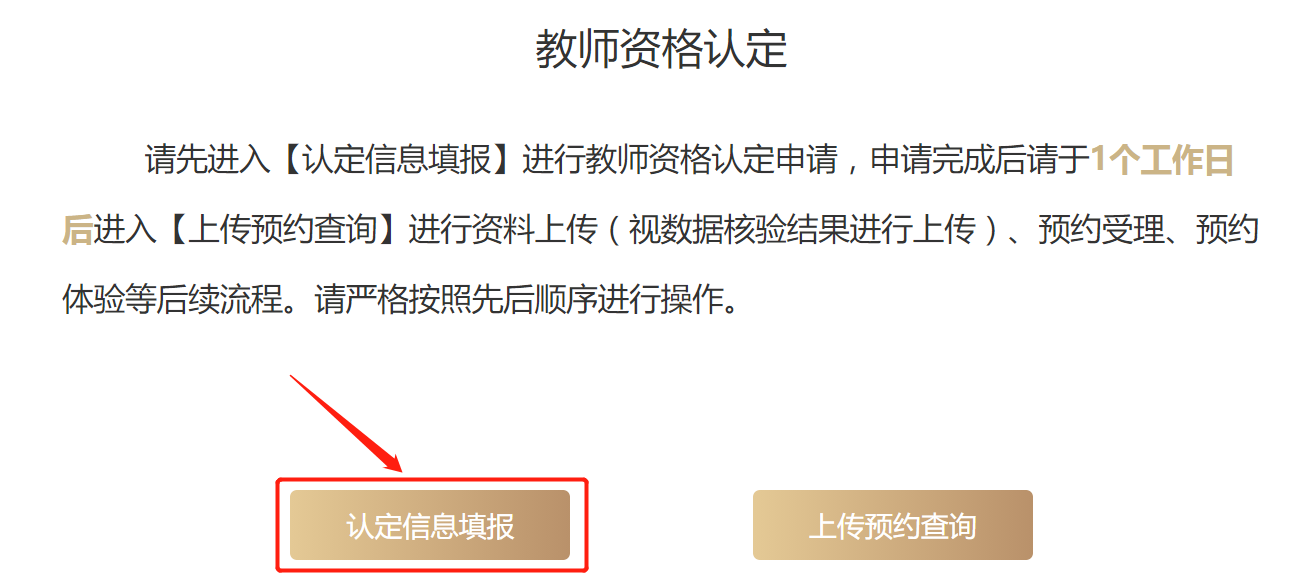 教师资格认定
请先进入【认定信息填报】进行教师资格认定申请，申请完成后请于1个工作日
后进入【上传预约查询】进行资料上传（视数据核验结果进行上传）、预约受理、预约
体验等后续流程。请严格按照先后顺序进行操作。
认定信息填报
上传预约查询